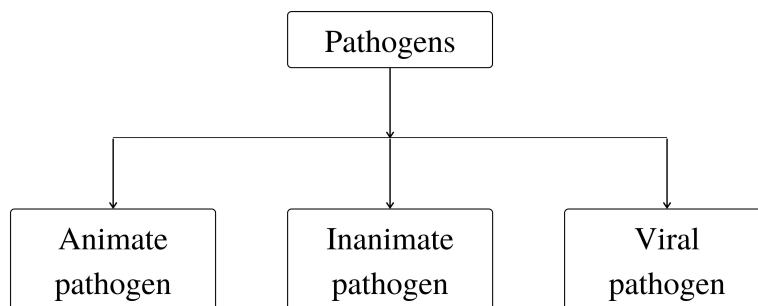 Pathogens
Animate
pathogen
Inanimate
pathogen
Viral
pathogen